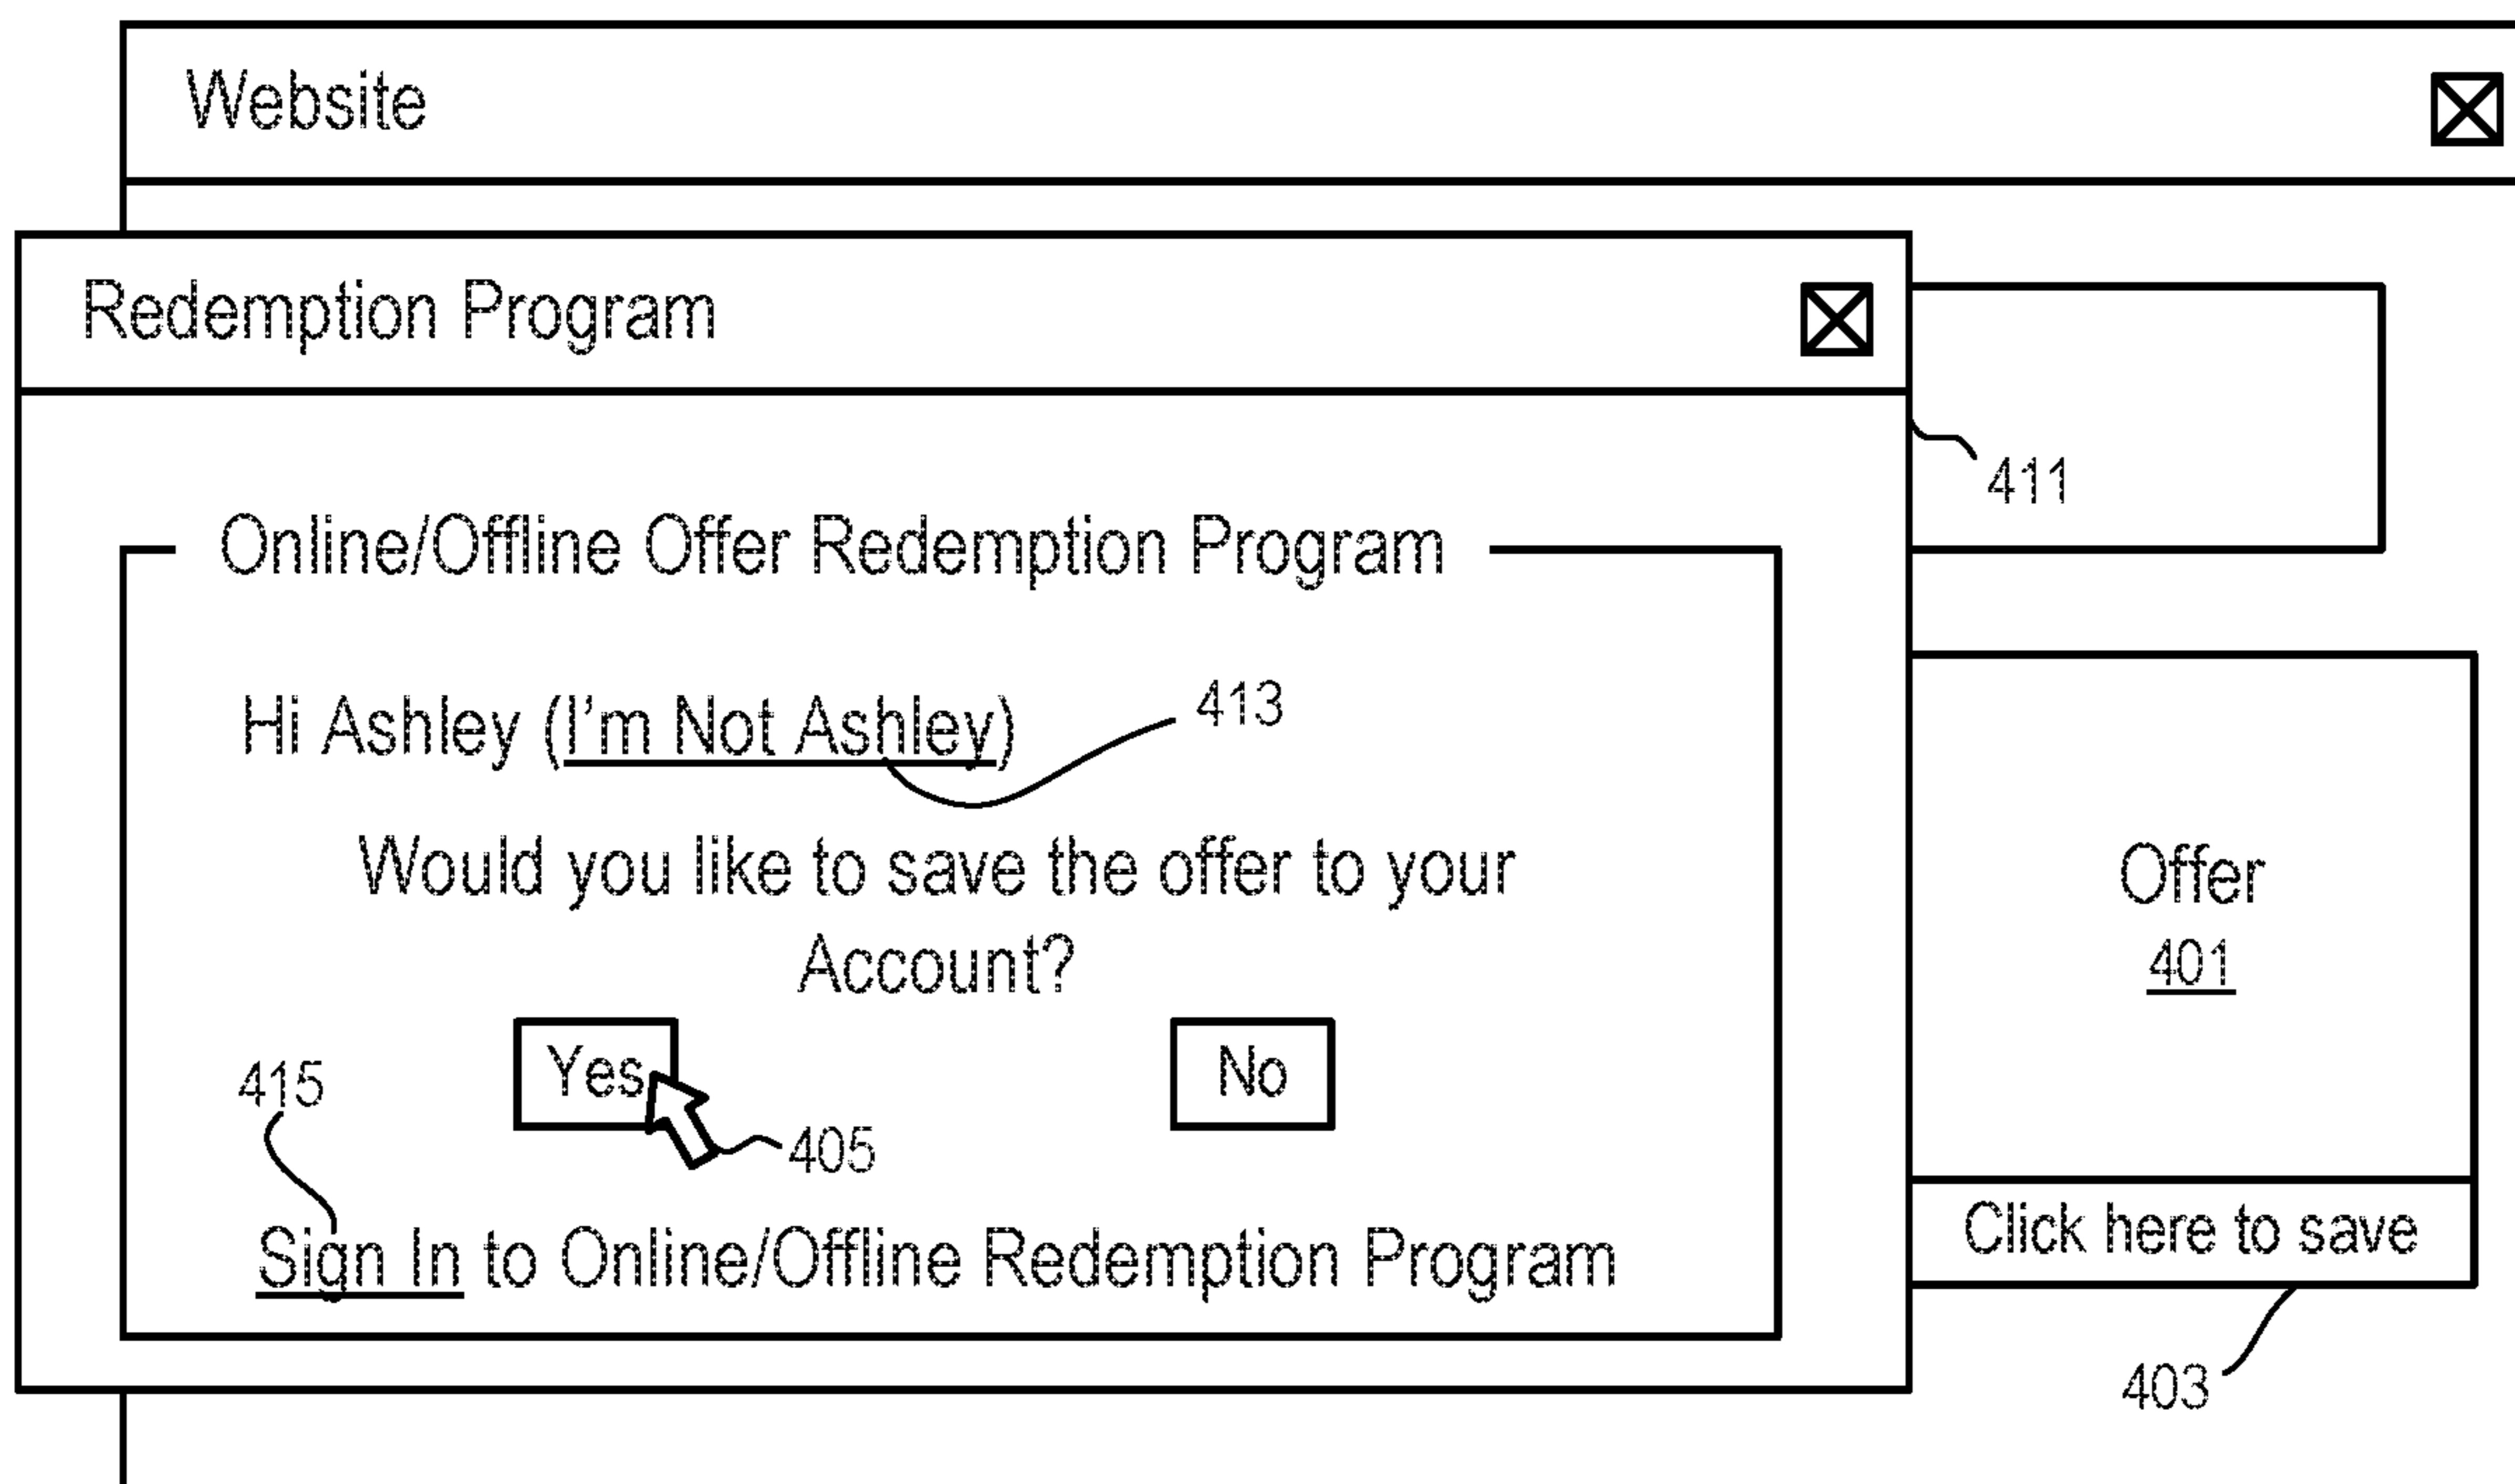 Website
Redemption Program
411
Online/Offline Offer Redemption Program
413
Hi Ashley (I'm Not Ashley)
Would you like to save the offer to your
Account?
Offer
401
Yes
No
415
405
Sign In to Online/Offline Redemption Program
Click here to save
403